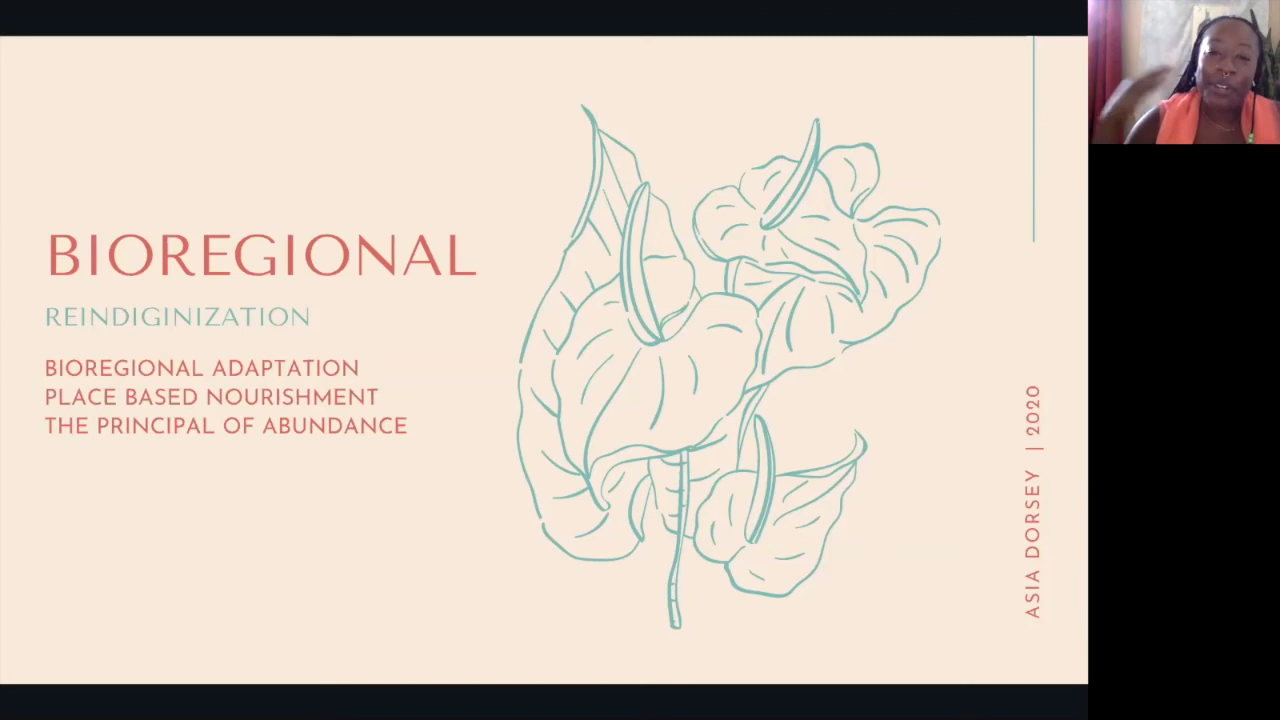 BIOREGIONAL
REINDIGINIZATION
BIOREGIONAL ADAPTATION
PLACE BASED NOURISHMENT
THE PRINCIPAL OF ABUNDANCE
ASIA DORSEY | 2020